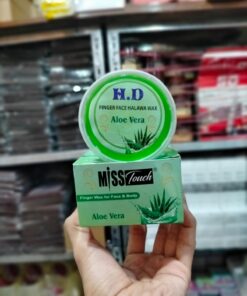 H.D
FINGER FACE HALAWA WAX
Aloe Vera
MISS Touch
Finger Wax for Face & Body
Aloe Vera